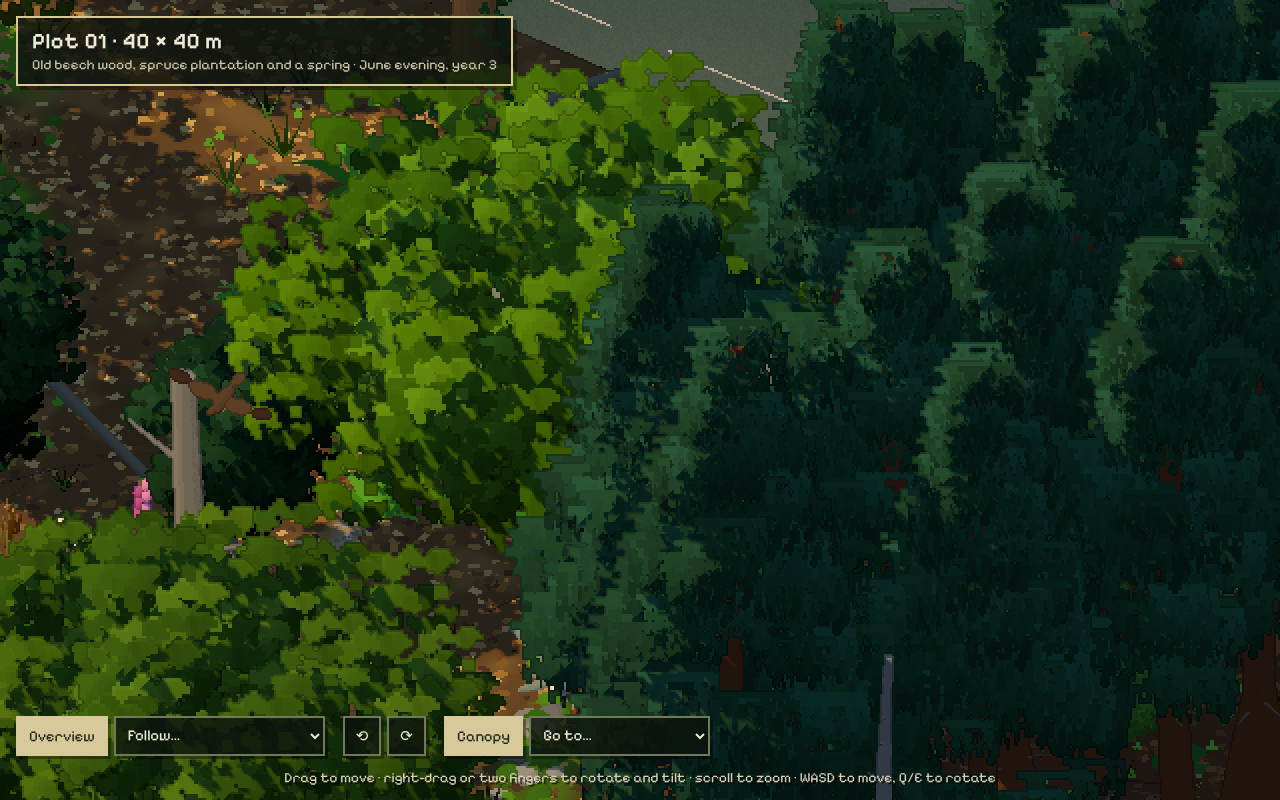 Plot 01 · 40 × 40 m
Old beech wood, spruce plantation and a spring · June evening, year 3
Overview
Follow...
⟲
⟳
Canopy
Go to...
Drag to move · right-drag or two fingers to rotate and tilt · scroll to zoom · WASD to move, Q/E to rotate